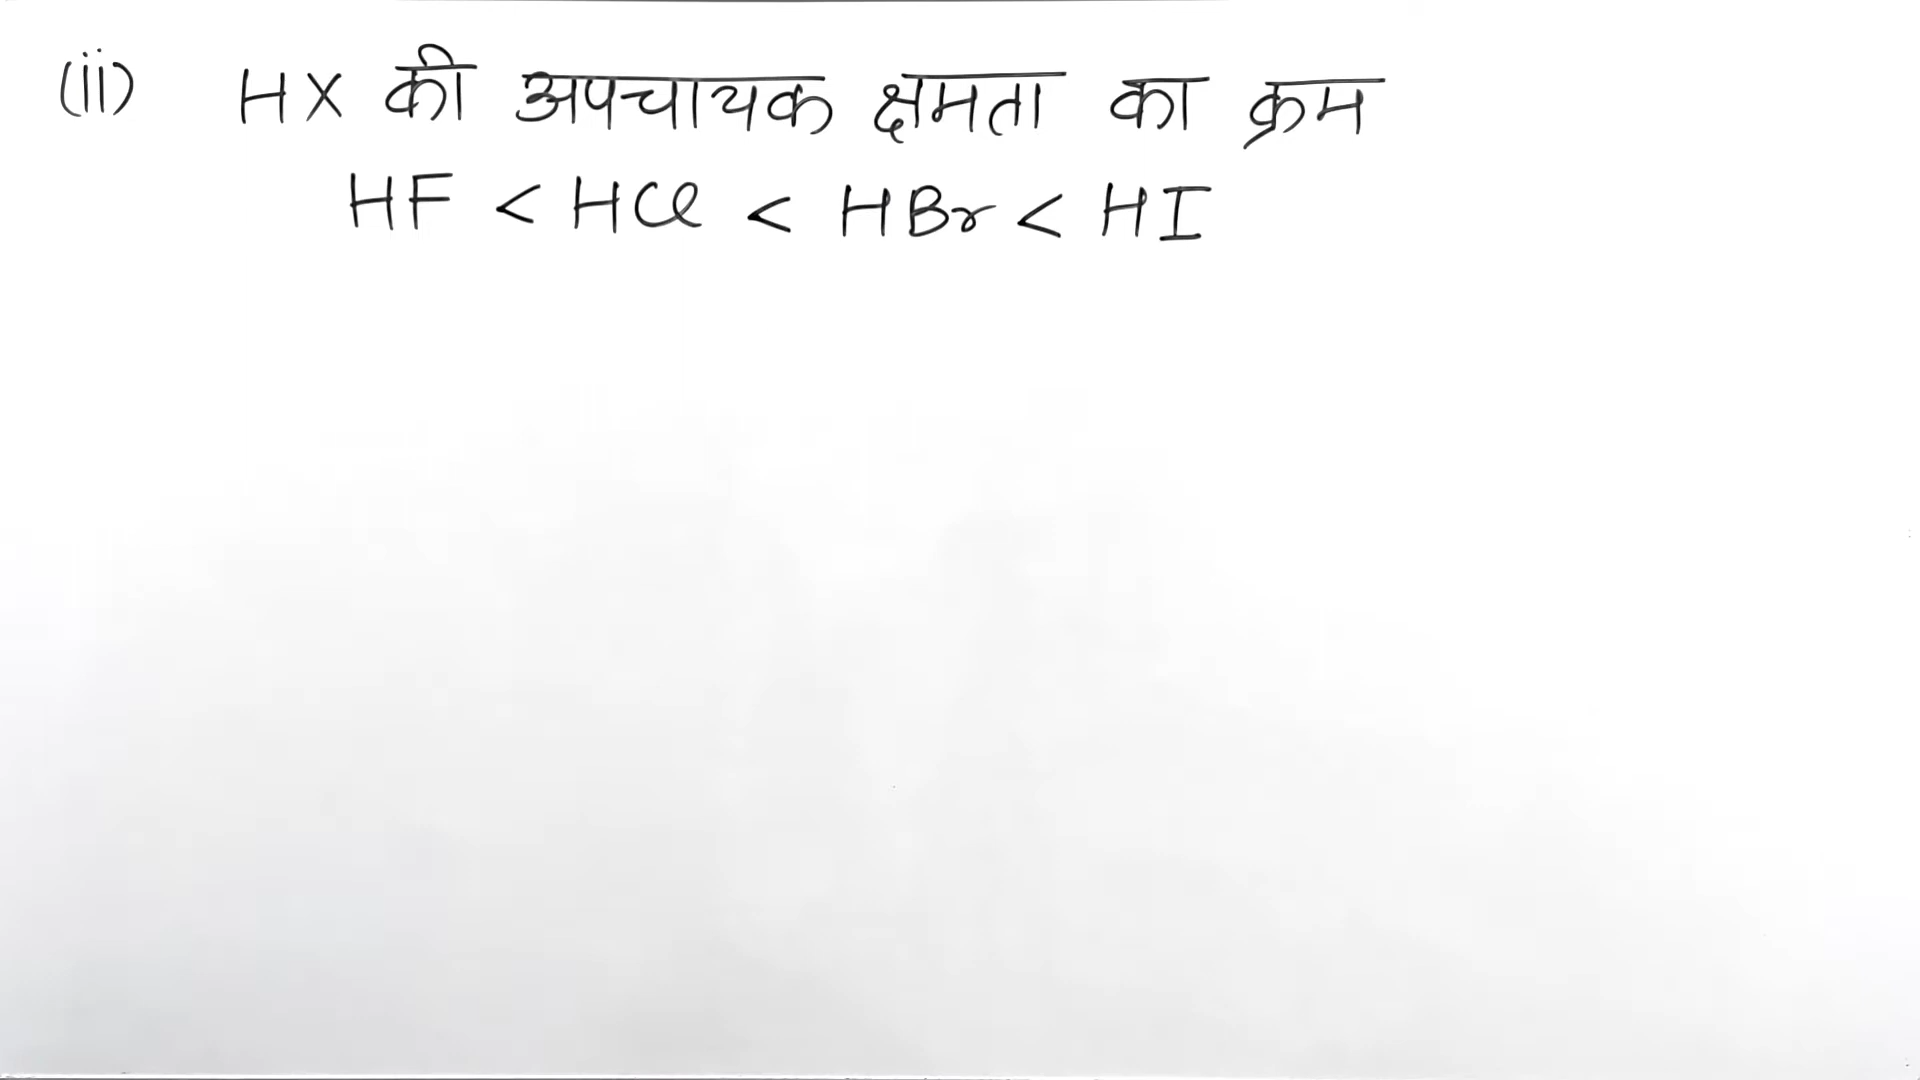 (ii) HX की अपचायक क्षमता का क्रम
HF < HCl < HBr < HI